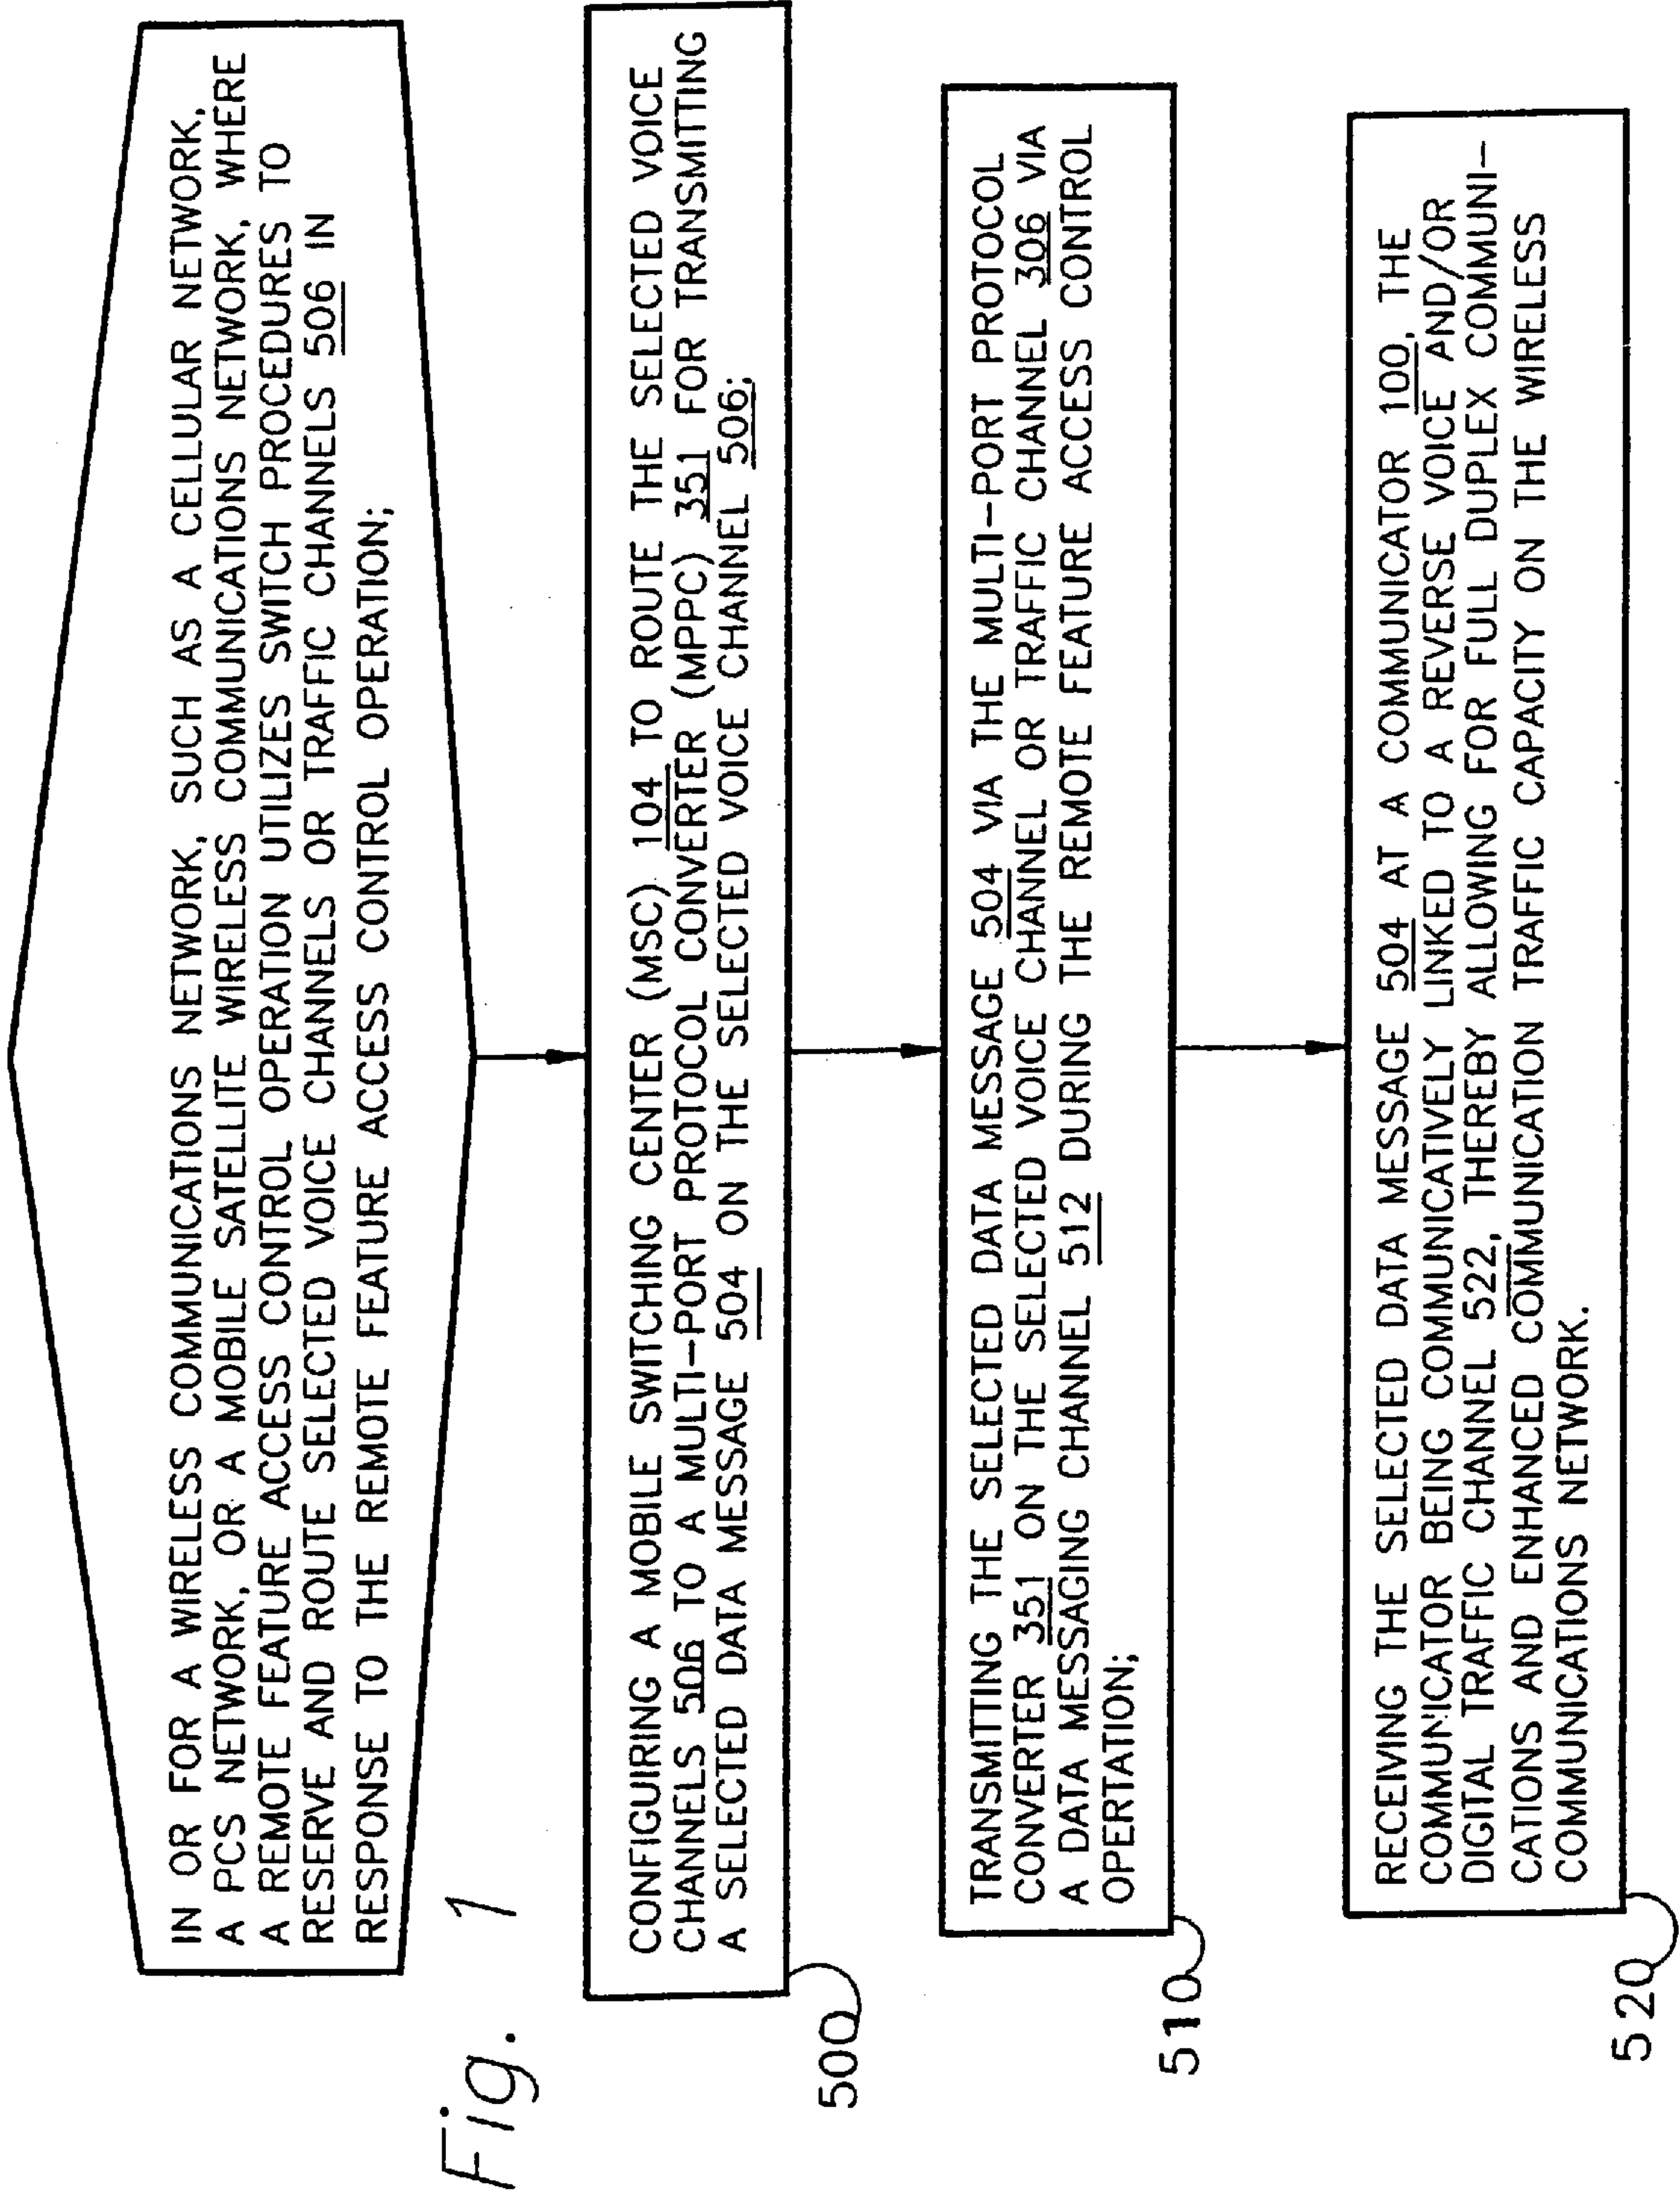 IN OR FOR A WIRELESS COMMUNICATIONS NETWORK, SUCH AS A CELLULAR NETWORK,
A PCS NETWORK, OR A MOBILE SATELLITE WIRELESS COMMUNICATIONS NETWORK, WHERE
A REMOTE FEATURE ACCESS CONTROL OPERATION UTILIZES SWITCH PROCEDURES TO
RESERVE AND ROUTE SELECTED VOICE CHANNELS OR TRAFFIC CHANNELS 506 IN
RESPONSE TO THE REMOTE FEATURE ACCESS CONTROL OPERATION;
Fig. 1
CONFIGURING A MOBILE SWITCHING CENTER (MSC) 104 TO ROUTE THE SELECTED VOICE
CHANNELS 506 TO A MULTI-PORT PROTOCOL CONVERTER (MPPC) 351 FOR TRANSMITTING
A SELECTED DATA MESSAGE 504 ON THE SELECTED VOICE CHANNEL 506;
500
TRANSMITTING THE SELECTED DATA MESSAGE 504 VIA THE MULTI-PORT PROTOCOL
CONVERTER 351 ON THE SELECTED VOICE CHANNEL OR TRAFFIC CHANNEL 306 VIA
A DATA MESSAGING CHANNEL 512 DURING THE REMOTE FEATURE ACCESS CONTROL
OPERTATION;
510
RECEIVING THE SELECTED DATA MESSAGE 504 AT A COMMUNICATOR 100, THE
COMMUNICATOR BEING COMMUNICATIVELY LINKED TO A REVERSE VOICE AND/OR
DIGITAL TRAFFIC CHANNEL 522, THEREBY ALLOWING FOR FULL DUPLEX COMMUNI-
CATIONS AND ENHANCED COMMUNICATION TRAFFIC CAPACITY ON THE WIRELESS
COMMUNICATIONS NETWORK.
520